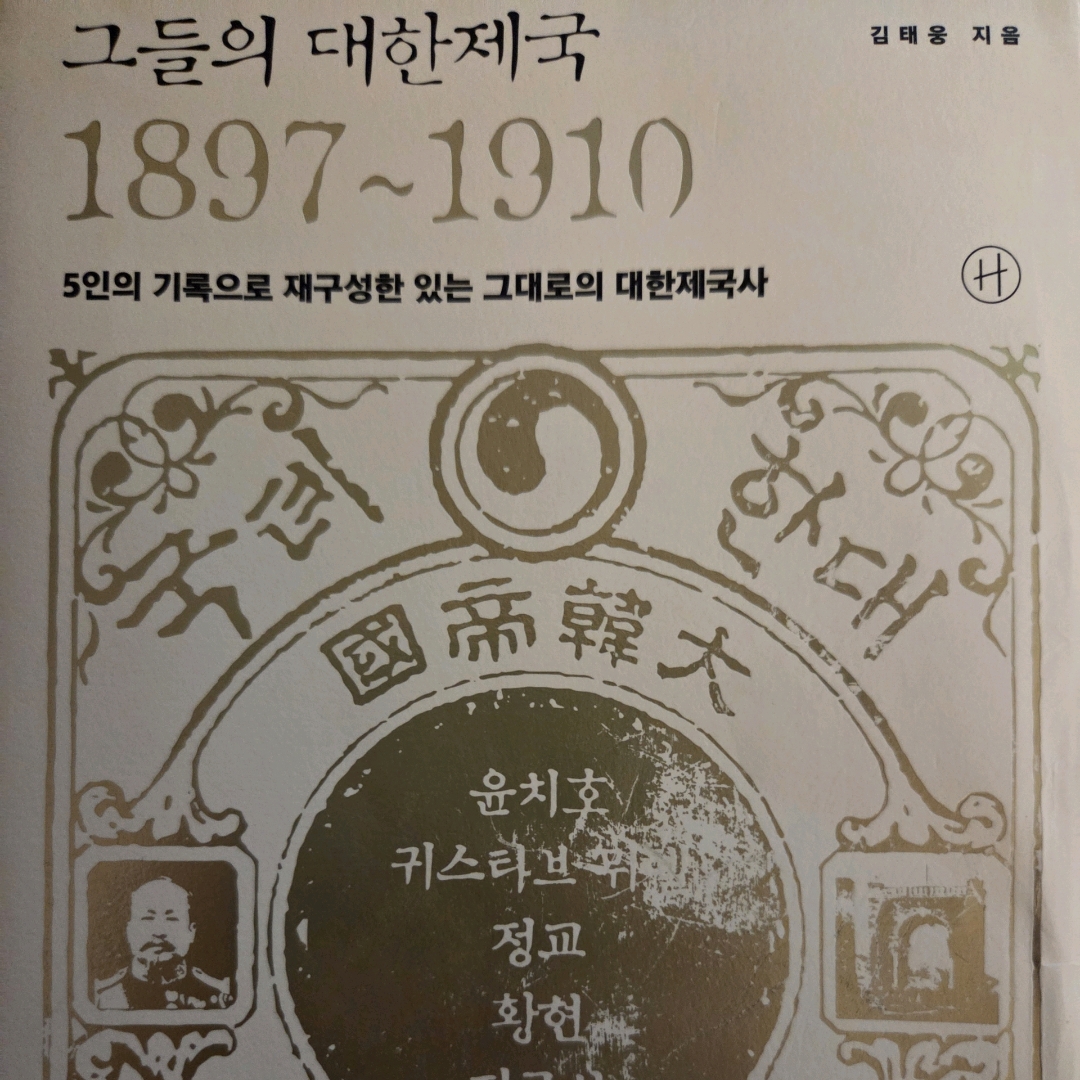 그들의 대한제국
김태웅 지음
1897~1910
5인의 기록으로 재구성한 있는 그대로의 대한제국사
H
국뎨 한대
國帝韓大
윤치호
귀스타브 뮈
정교
황현